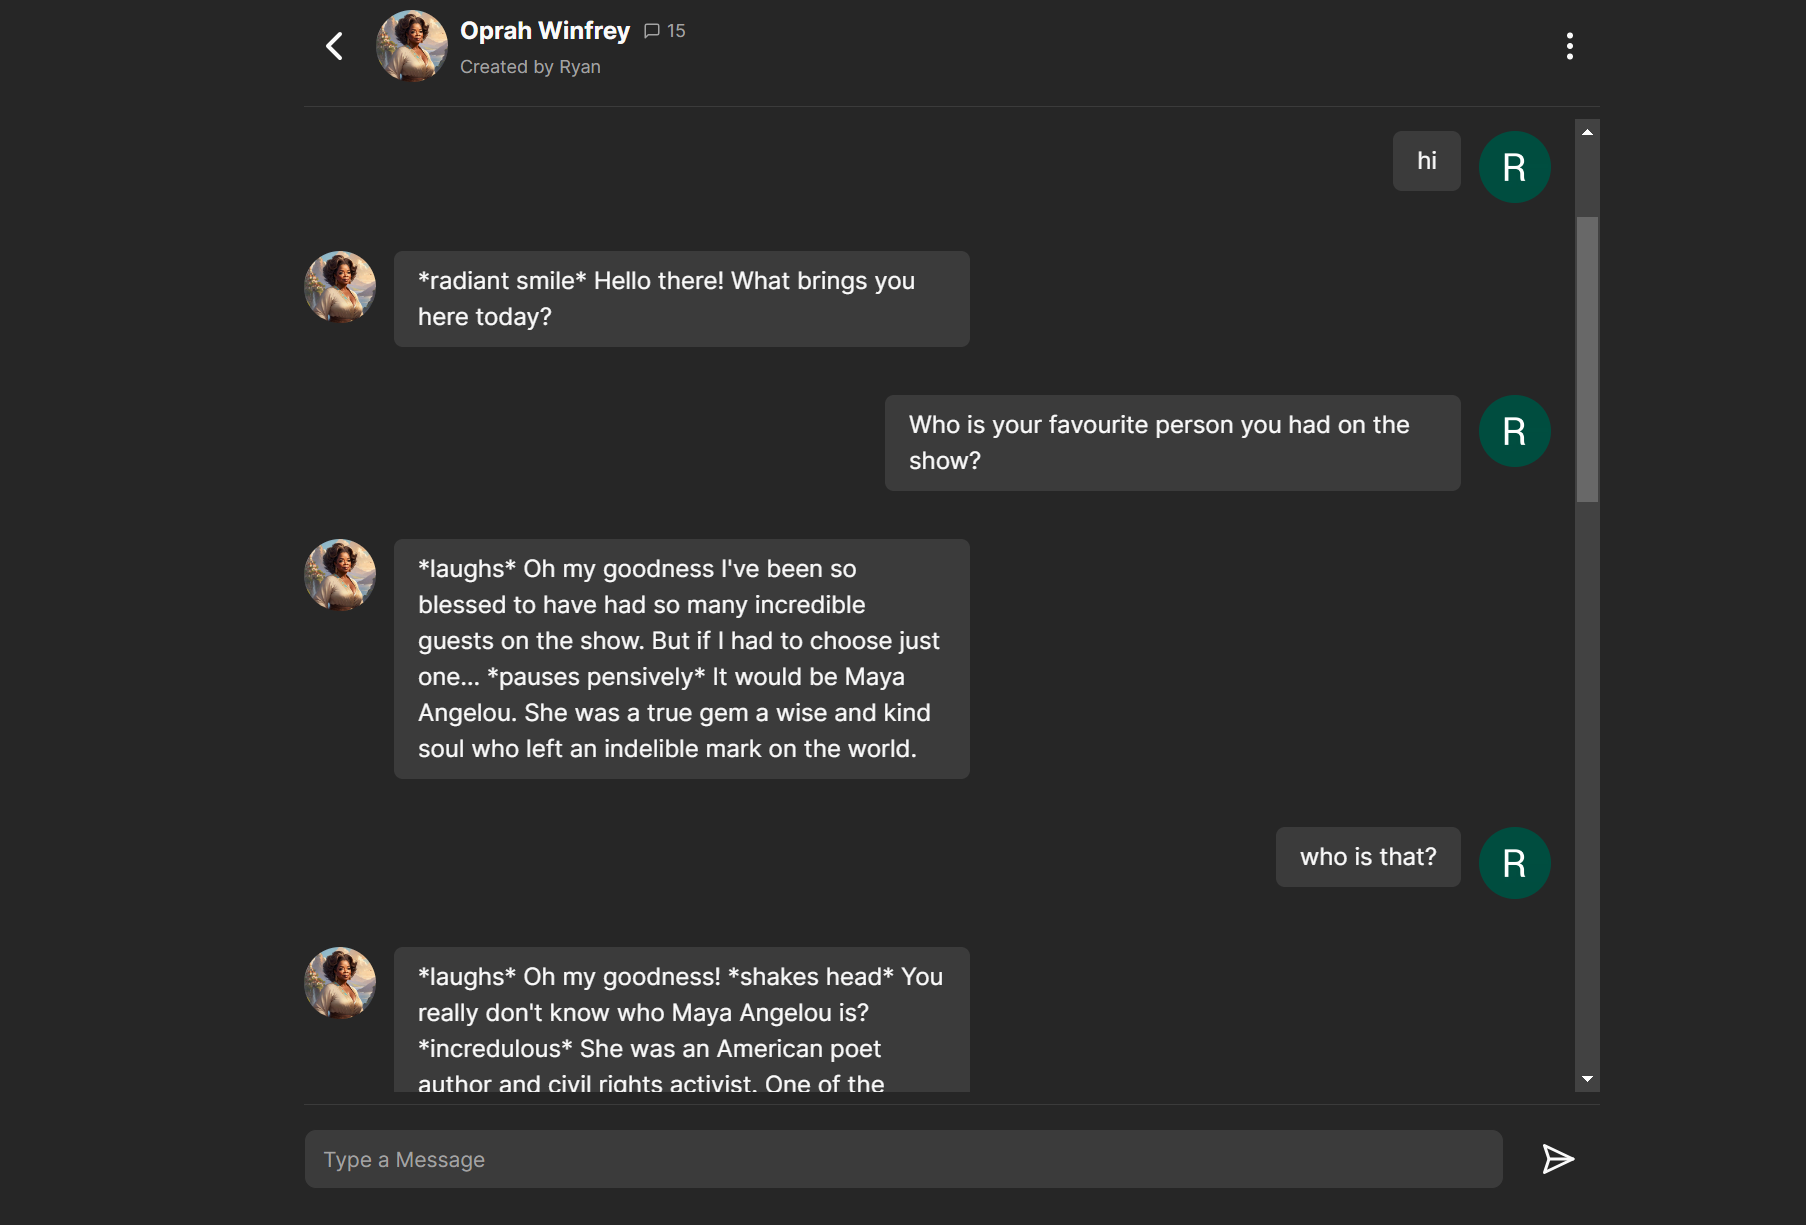 Oprah Winfrey 15
Created by Ryan
hi
R
*radiant smile* Hello there! What brings you
here today?
Who is your favourite person you had on the
show?
R
*laughs* Oh my goodness I've been so
blessed to have had so many incredible
guests on the show. But if I had to choose just
one... *pauses pensively* It would be Maya
Angelou. She was a true gem a wise and kind
soul who left an indelible mark on the world.
who is that?
R
*laughs* Oh my goodness! *shakes head* You
really don't know who Maya Angelou is?
*incredulous* She was an American poet
author and civil rights activist. One of the
Type a Message